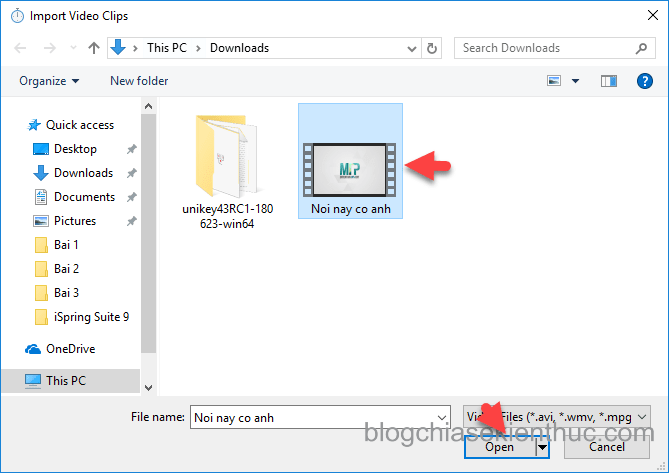 Import Video Clips
This PC
Downloads
Search Downloads
Organize
New folder
Quick access
Desktop
Downloads
Documents
Pictures
Bai 1
Bai 2
Bai 3
iSpring Suite 9
OneDrive
This PC
unikey43RC1-180
623-win64
Noi nay co anh
File name:
Noi nay co anh
Files (*.avi, *.wmv, *.mpg
blogchiasekienthuc.com
Open
Cancel